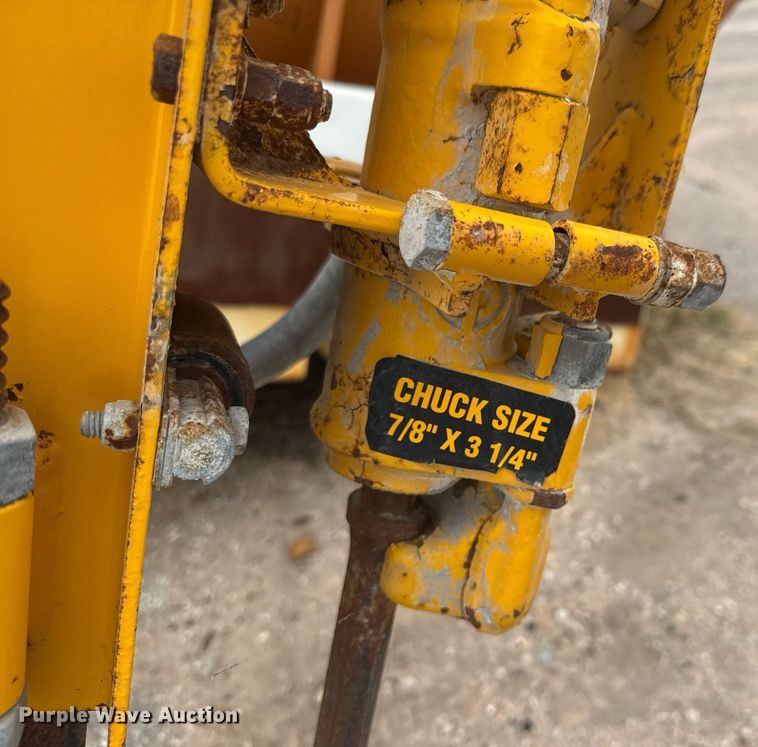 CHUCK SIZE
7/8" X 3 1/4"
Purple Wave Auction